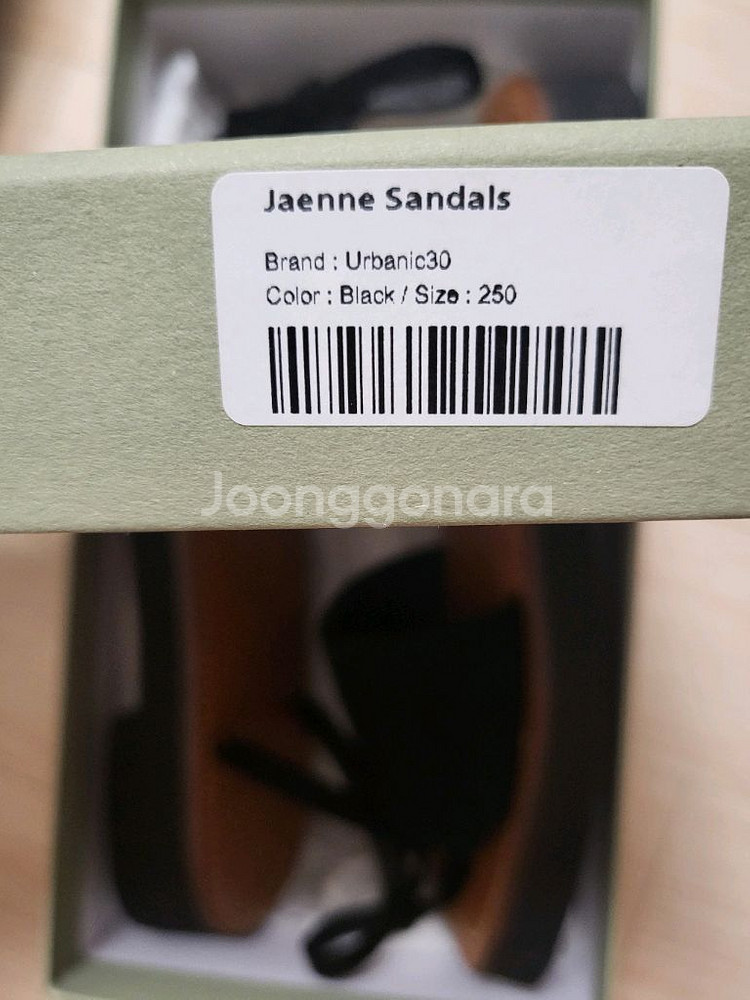 Jaenne Sandals
Brand : Urbanic30
Color : Black / Size : 250
Joonggonara